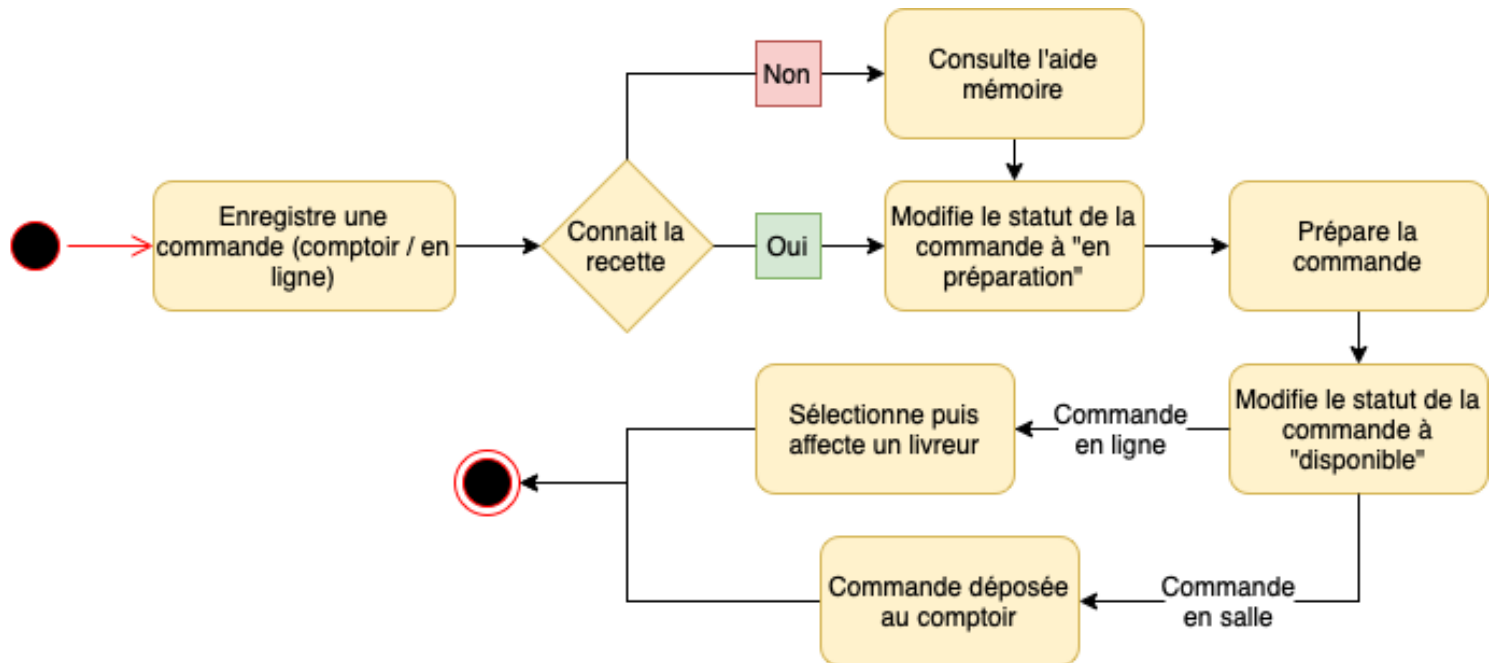 Non
Consulte l'aide
mémoire
Enregistre une
commande (comptoir / en
ligne)
Connait la
recette
Oui
Modifie le statut de la
commande à "en
préparation"
Prépare la
commande
Sélectionne puis
affecte un livreur
Commande
en ligne
Modifie le statut de la
commande à
"disponible"
Commande déposée
au comptoir
Commande
en salle